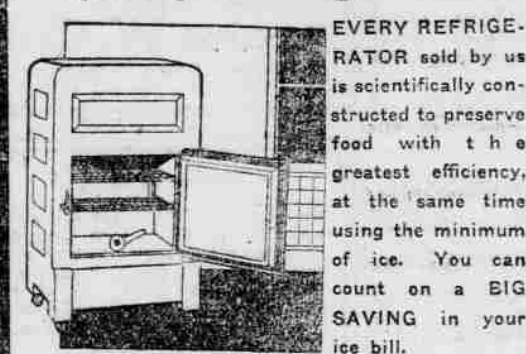 EVERY REFRIGE-
RATOR sold by us
is scientifically con-
structed to preserve
food with the
greatest efficiency,
at the same time
using the minimum
of ice. You can
count on a BIG
SAVING in your
ice bill.